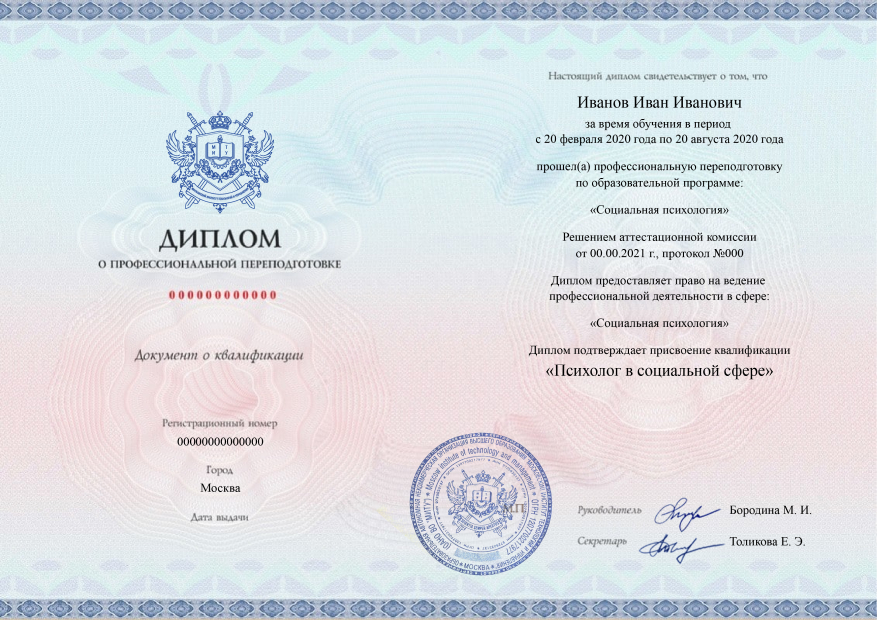 ДИПЛОМ
О ПРОФЕССИОНАЛЬНОЙ ПЕРЕПОДГОТОВКЕ
000000000000
Документ о квалификации
Регистрационный номер
00000000000000
Город
Москва
Дата выдачи
Настоящий диплом свидетельствует о том, что
Иванов Иван Иванович
за время обучения в период
с 20 февраля 2020 года по 20 августа 2020 года
прошел(а) профессиональную переподготовку
по образовательной программе:
«Социальная психология»
Решением аттестационной комиссии
от 00.00.2021 г., протокол №000
Диплом предоставляет право на ведение
профессиональной деятельности в сфере:
«Социальная психология»
Диплом подтверждает присвоение квалификации
«Психолог в социальной сфере»
М.П.
Руководитель Бородина М. И.
Секретарь Толикова Е. Э.
Moscow institute of technology and management
МОСКВА